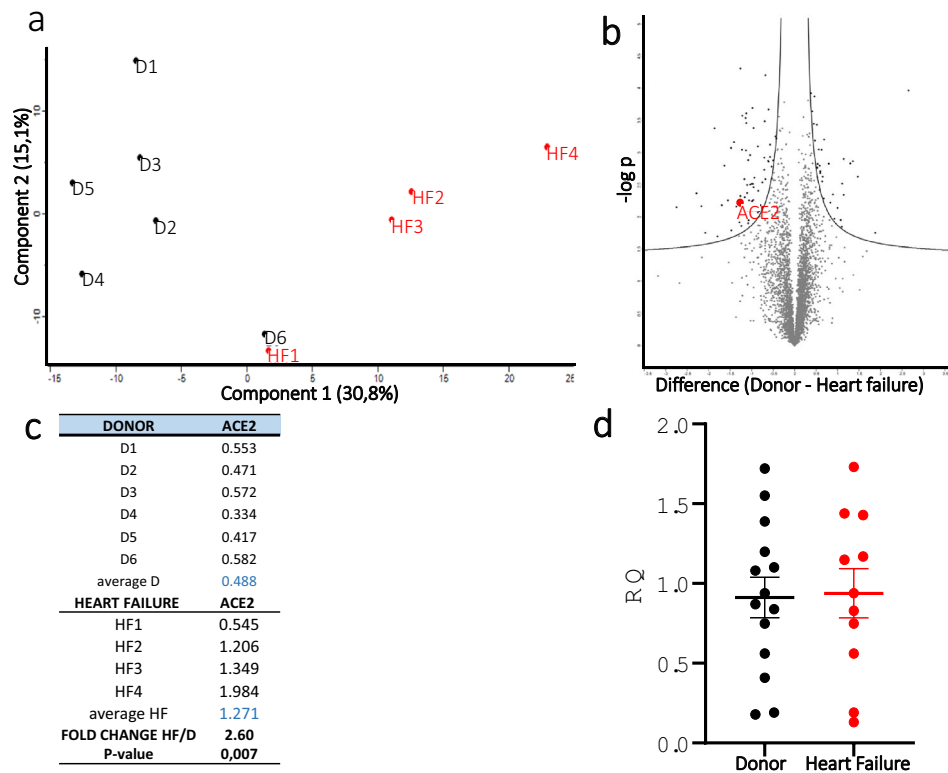 a
Component 2 (15,1%)
10
0
-10
D1
D3
D5
D2
D4
D6
HF1
HF2
HF3
HF4
-15
-10
-5
0
5
10
15
20
Component 1 (30,8%)
b
-log p
ACE2
Difference (Donor - Heart failure)
c
DONOR ACE2
D1 0.553
D2 0.471
D3 0.572
D4 0.334
D5 0.417
D6 0.582
average D 0.488
HEART FAILURE ACE2
HF1 0.545
HF2 1.206
HF3 1.349
HF4 1.984
average HF 1.271
FOLD CHANGE HF/D 2.60
P-value 0,007
d
RQ
2.0
1.5
1.0
0.5
0.0
Donor Heart Failure